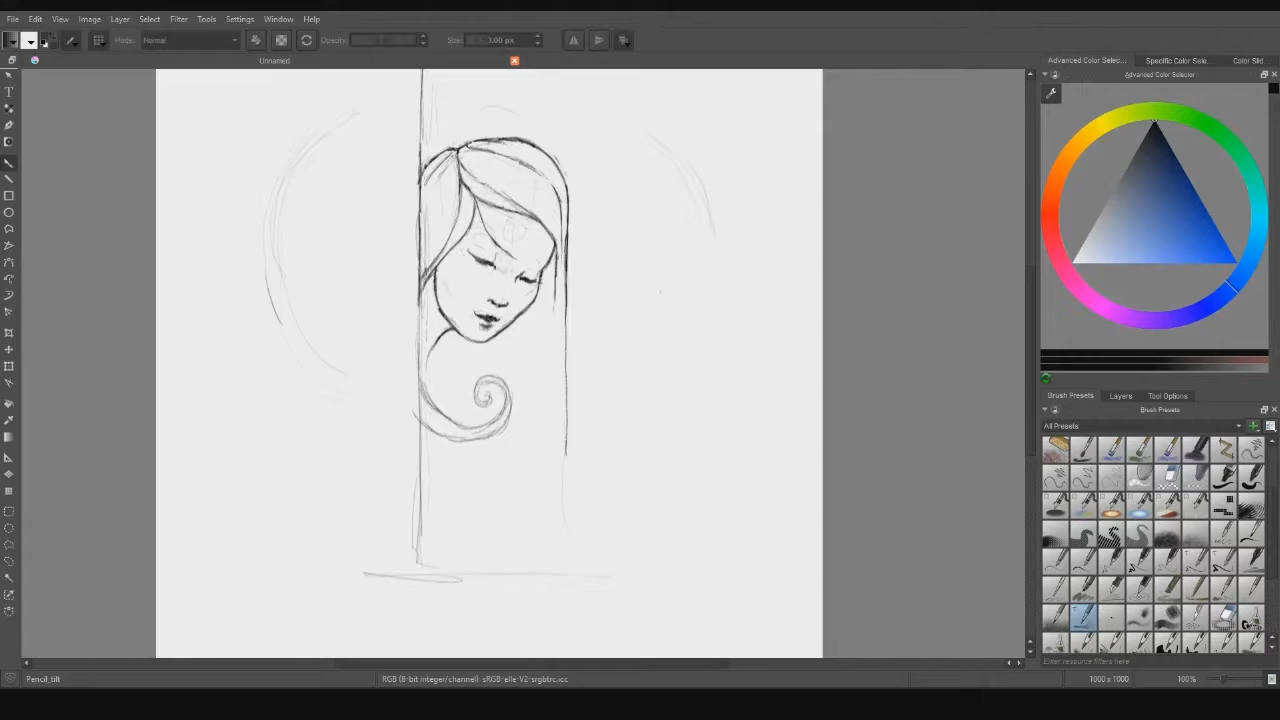 File Edit View Image Layer Select Filter Tools Settings Window Help
Mode: Normal Opacity: Size: 3.00 px
Unnamed
Advanced Color Selec... Specific Color Sele... Color Slid
Advanced Color Selector
Brush Presets Layers Tool Options
Brush Presets
All Presets
Enter resource filters here
Pencil_tilt RGB (8-bit integer/channel) sRGB-elle-V2-srgbtrc.icc 1000 x 1000 100%